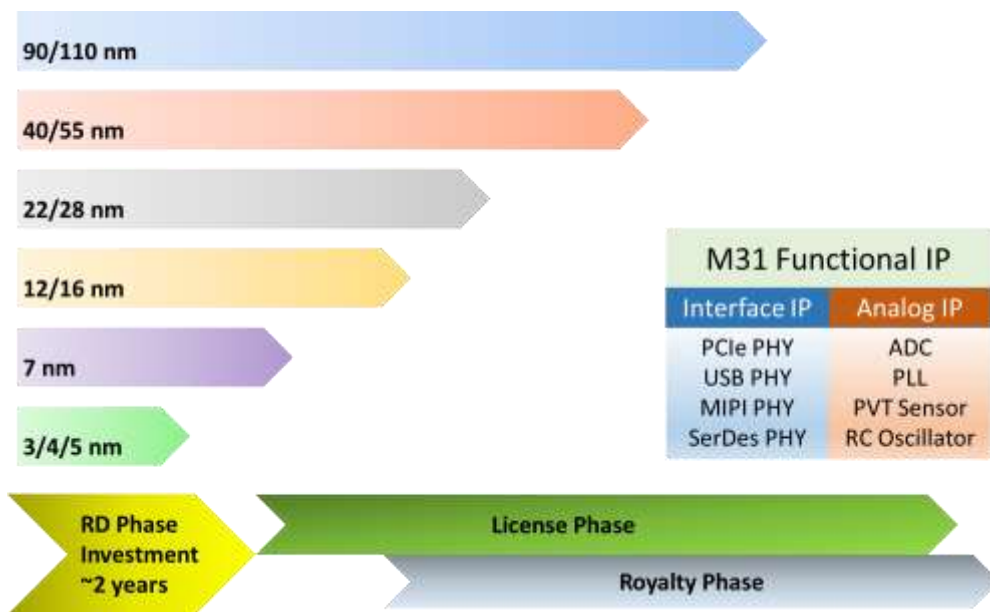 90/110 nm
40/55 nm
22/28 nm
12/16 nm
7 nm
3/4/5 nm
M31 Functional IP
Interface IP
Analog IP
PCIe PHY
ADC
USB PHY
PLL
MIPI PHY
PVT Sensor
SerDes PHY
RC Oscillator
RD Phase
Investment
~2 years
License Phase
Royalty Phase